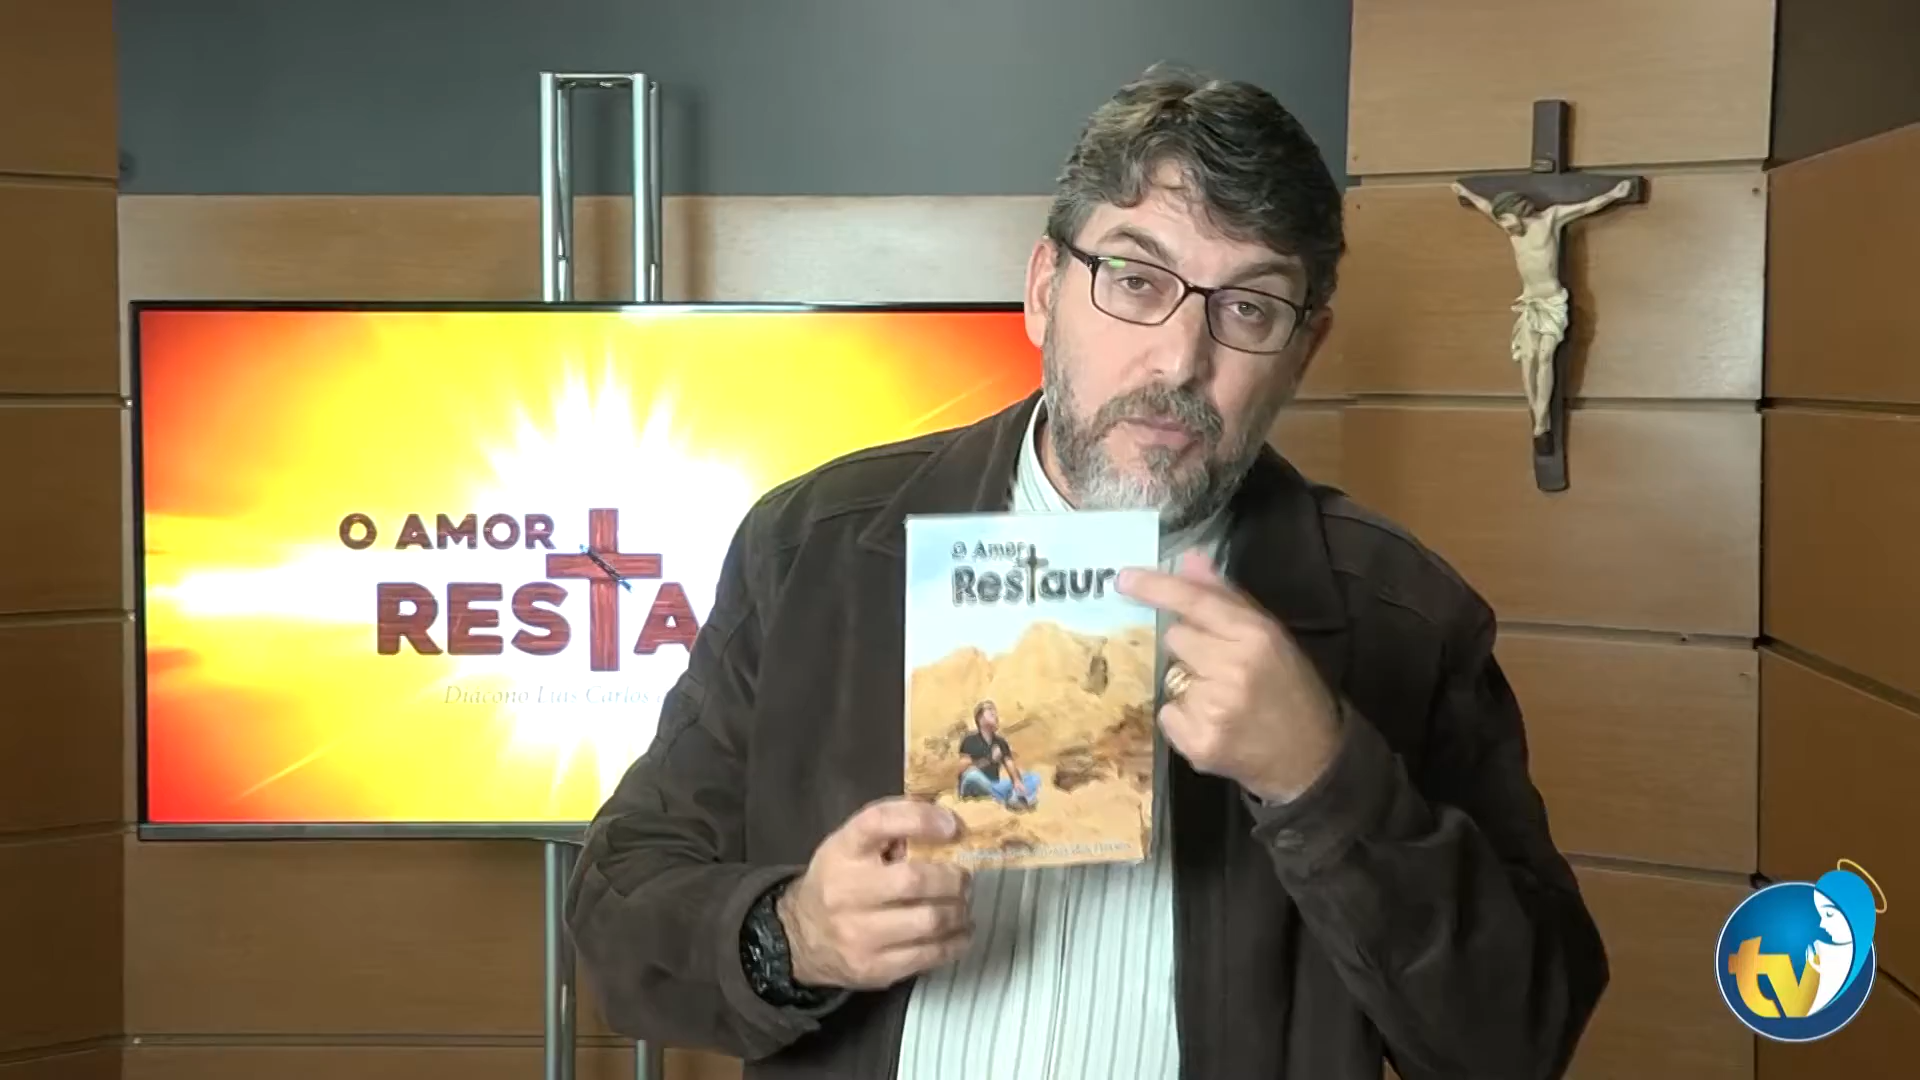 O AMOR
RESTA
Diácono Luis Carlos
O Amor
Restaur
tv